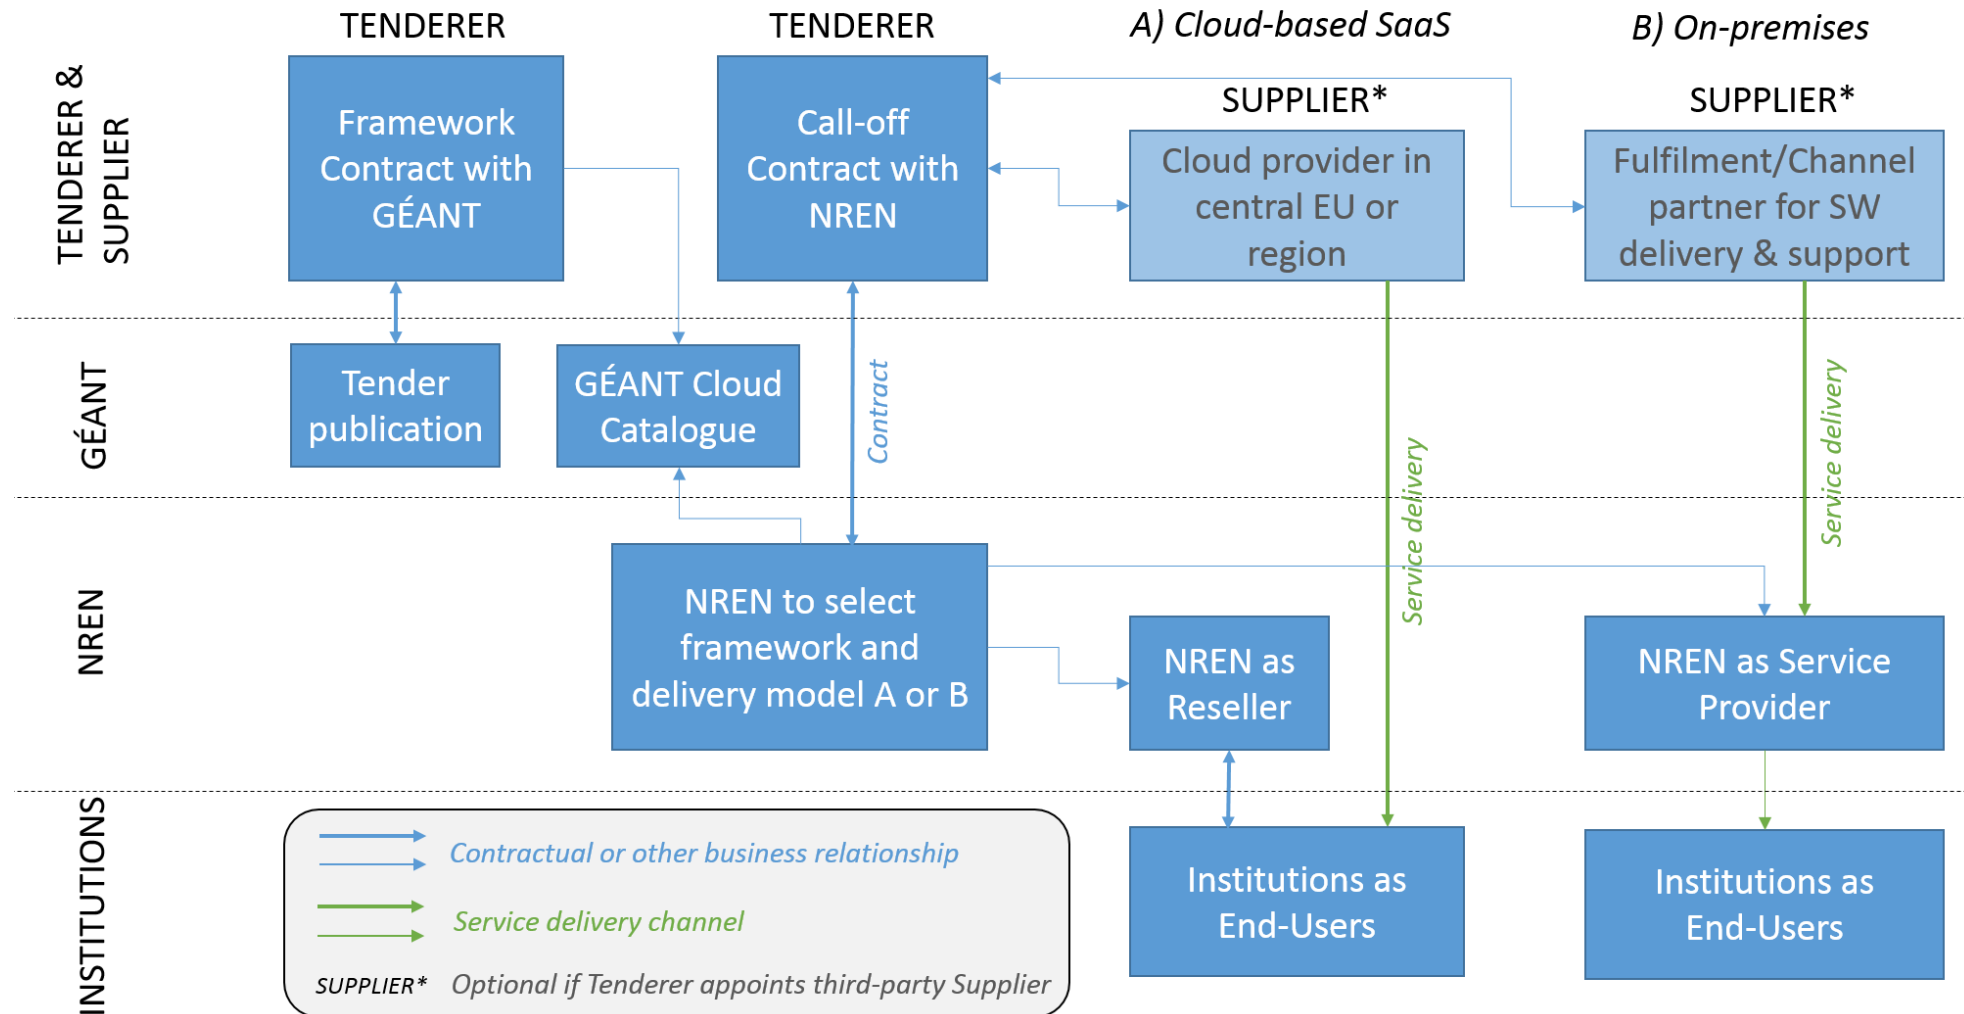 TENDERER
TENDERER
A) Cloud-based SaaS
B) On-premises
TENDERER &
SUPPLIER
Framework
Contract with
GÉANT
Call-off
Contract with
NREN
SUPPLIER*
Cloud provider in
central EU or
region
SUPPLIER*
Fulfilment/Channel
partner for SW
delivery & support
GÉANT
Tender
publication
GÉANT Cloud
Catalogue
Contract
Service delivery
Service delivery
NREN
NREN to select
framework and
delivery model A or B
NREN as
Reseller
NREN as Service
Provider
INSTITUTIONS
Contractual or other business relationship
Service delivery channel
SUPPLIER* Optional if Tenderer appoints third-party Supplier
Institutions as
End-Users
Institutions as
End-Users